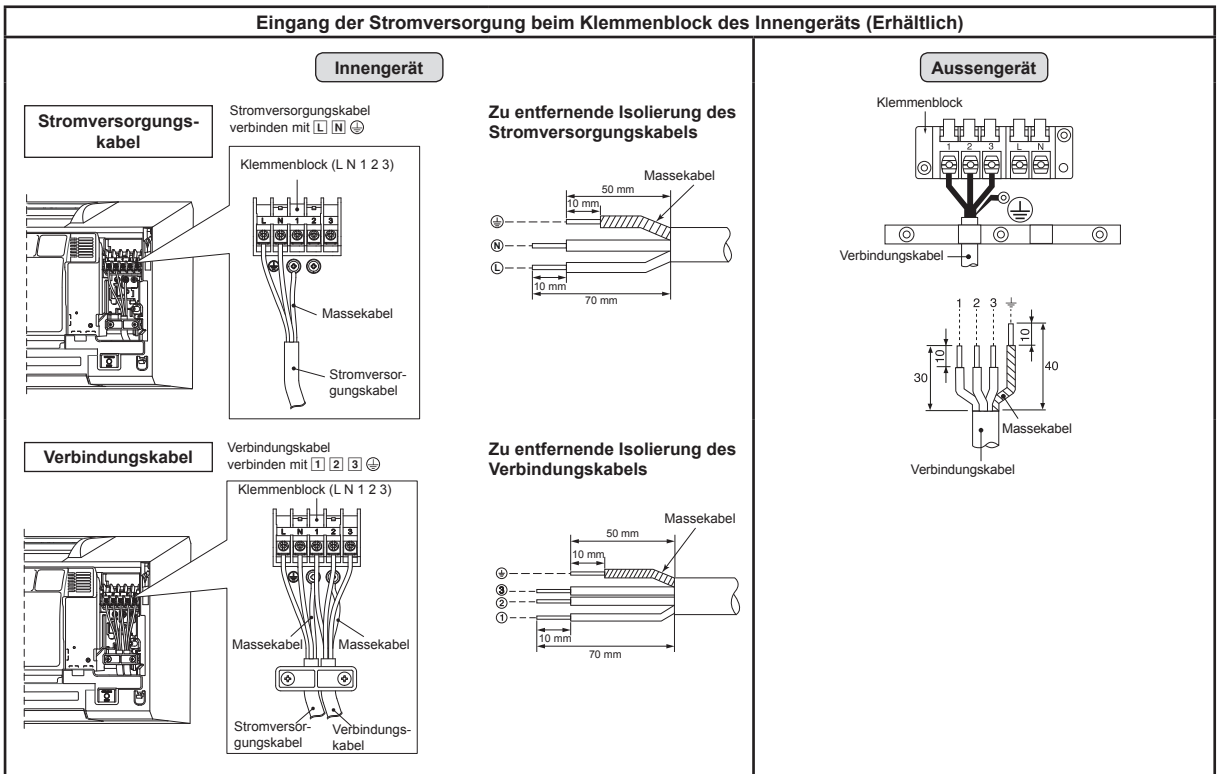 Eingang der Stromversorgung beim Klemmenblock des Innengeräts (Erhältlich)
Innengerät
Stromversorgungs-
kabel
Stromversorgungskabel
verbinden mit L N ⏚
Klemmenblock (L N 1 2 3)
L N 1 2 3
Massekabel
Stromversor-
gungskabel
Zu entfernende Isolierung des
Stromversorgungskabels
Massekabel
50 mm
10 mm
N
L
10 mm
70 mm
Verbindungskabel
Verbindungskabel
verbinden mit 1 2 3 ⏚
Klemmenblock (L N 1 2 3)
L N 1 2 3
Massekabel Massekabel
Stromversor-
gungskabel
Verbindungs-
kabel
Zu entfernende Isolierung des
Verbindungskabels
Massekabel
50 mm
10 mm
3
2
1
10 mm
70 mm
Aussengerät
Klemmenblock
1 2 3 L N
Verbindungskabel
1 2 3
10
10
30
40
Massekabel
Verbindungskabel